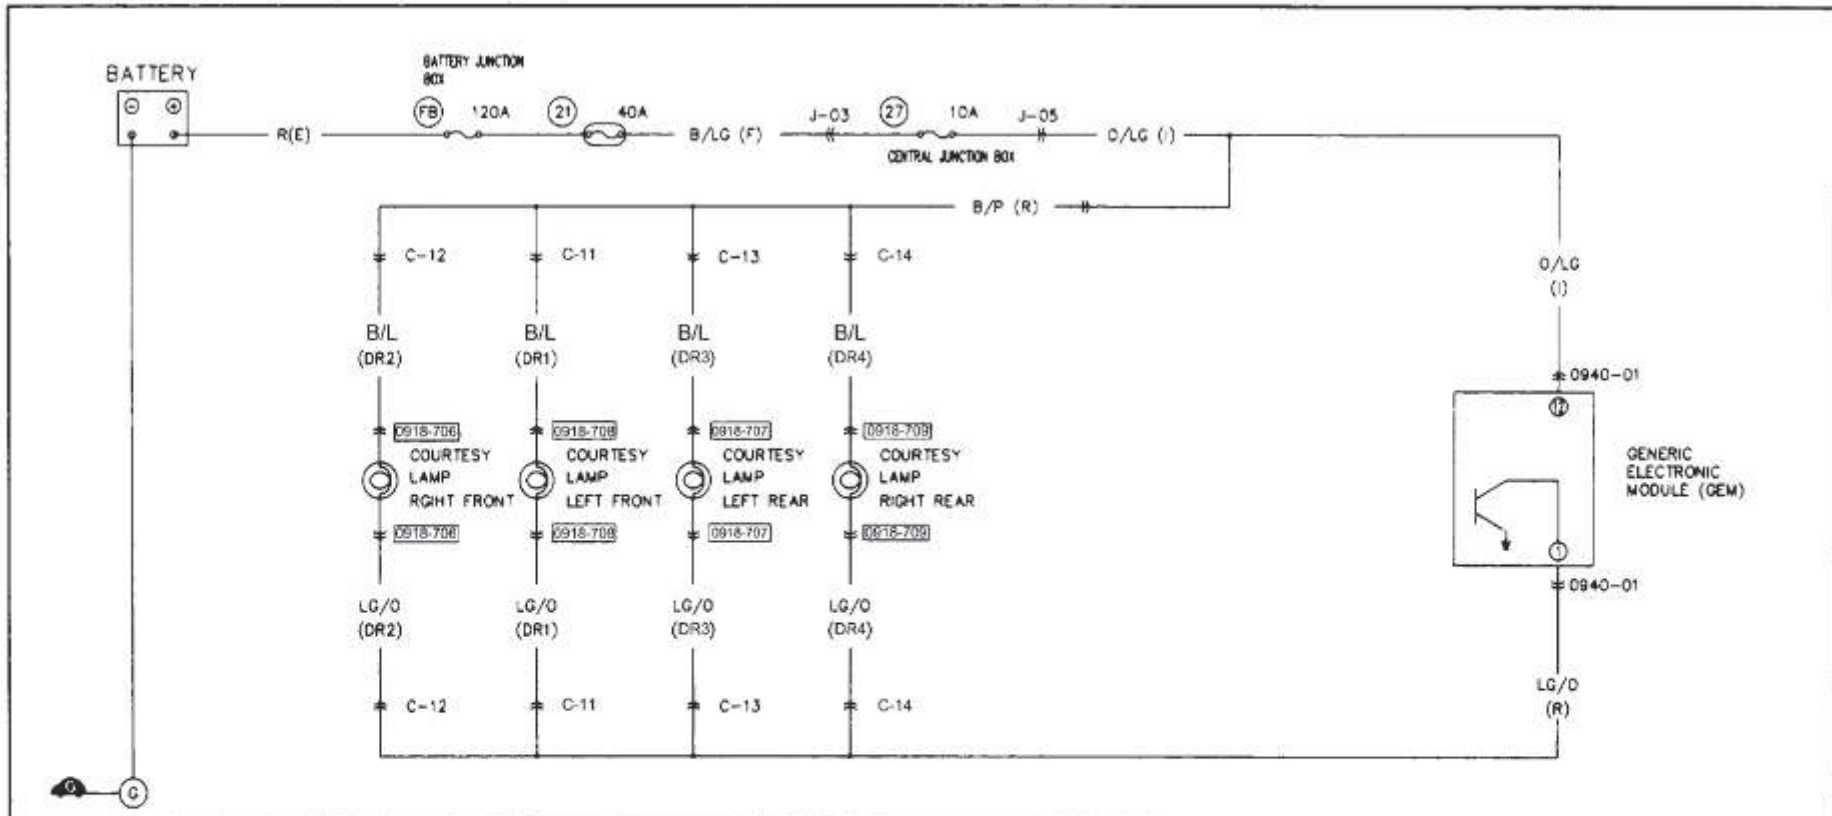 BATTERY JUNCTION
BOX
BATTERY
FB 120A 21 40A J-03 27 10A J-05
R(E) B/LG (F) O/LG (I)
CENTRAL JUNCTION BOX
B/P (R)
C-12 C-11 C-13 C-14
O/LG
(I)
B/L B/L B/L B/L
(DR2) (DR1) (DR3) (DR4)
0940-01
12
0918-706 0918-708 0918-707 0918-709
COURTESY COURTESY COURTESY COURTESY
LAMP LAMP LAMP LAMP
RGIHT FRONT LEFT FRONT LEFT REAR RIGHT REAR
GENERIC
ELECTRONIC
MODULE (GEM)
0918-706 0918-708 0918-707 0918-709
1
0940-01
LG/O LG/O LG/O LG/O
(DR2) (DR1) (DR3) (DR4)
LG/O
(R)
C-12 C-11 C-13 C-14
G G